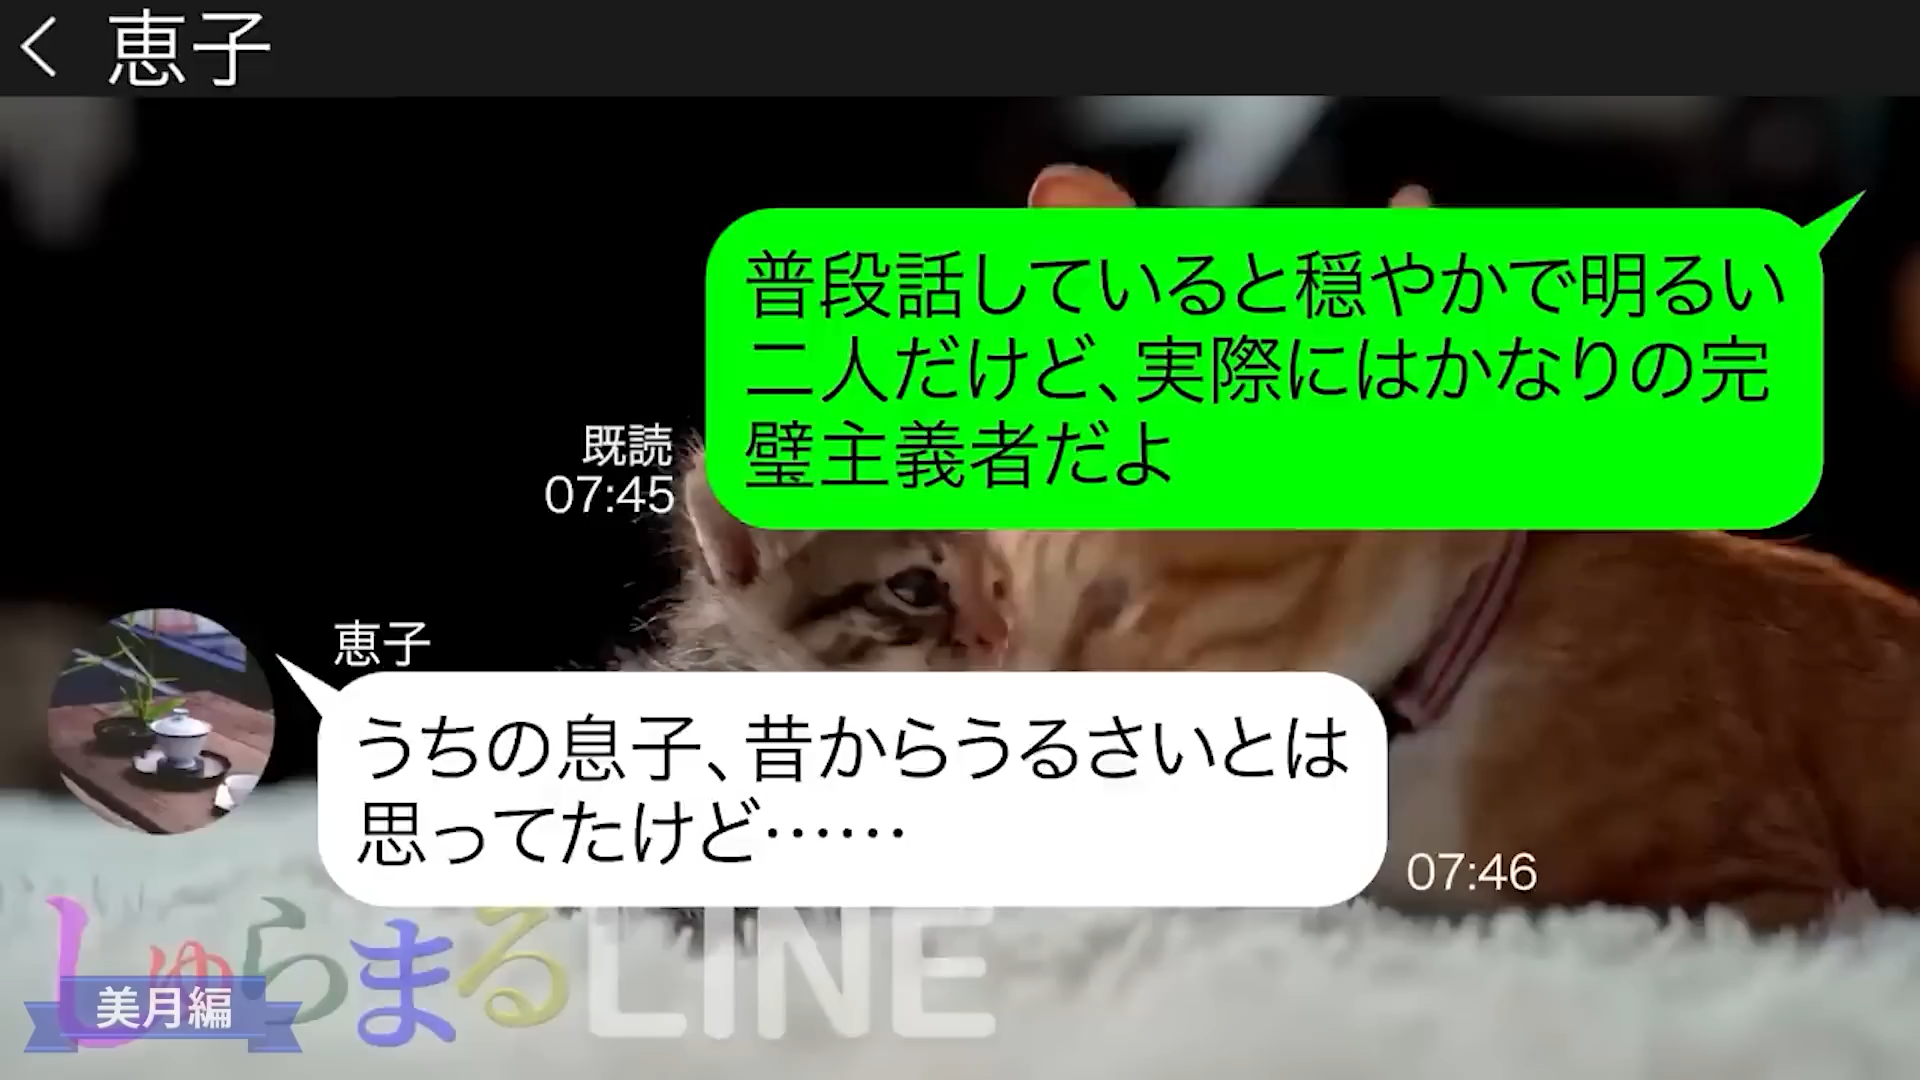 恵子
普段話していると穏やかで明るい
二人だけど、実際にはかなりの完
璧主義者だよ
既読
07:45
恵子
うちの息子、昔からうるさいとは
思ってたけど……
07:46
しゅらまるLINE
美月編